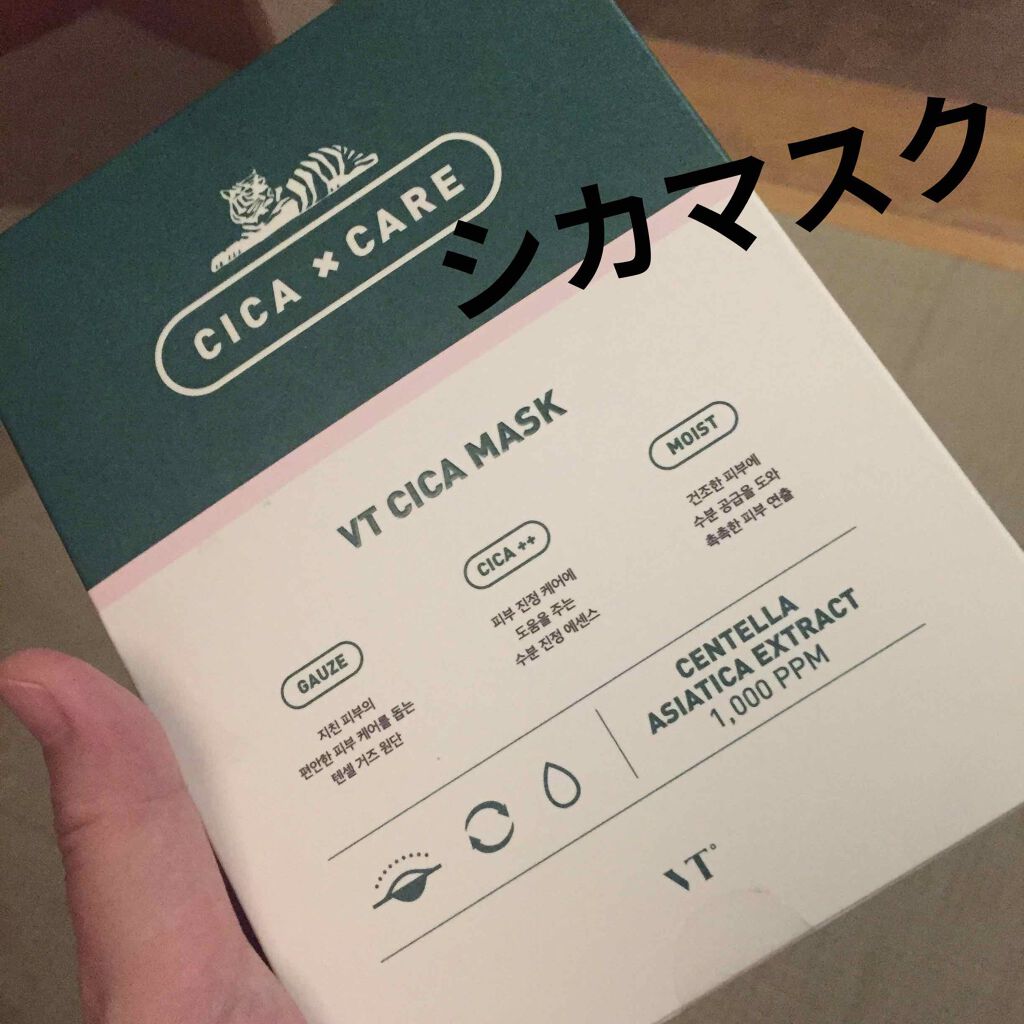 CICA × CARE
シカマスク
VT CICA MASK
GAUZE
지친 피부의
편안한 피부 케어를 돕는
텐셀 거즈 원단
CICA ++
피부 진정 케어에
도움을 주는
수분 진정 에센스
MOIST
건조한 피부에
수분 공급을 도와
촉촉한 피부 연출
CENTELLA
ASIATICA EXTRACT
1,000 PPM
VT°